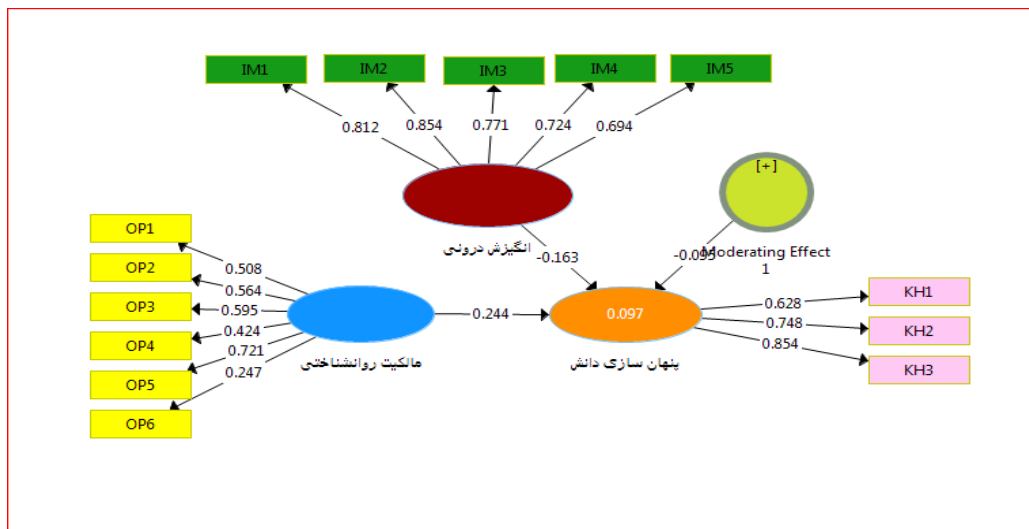 IM1 IM2 IM3 IM4 IM5
0.812 0.854 0.771 0.724 0.694
[+]
انگیزش درونی
Moderating Effect
1
-0.163
-0.095
OP1
OP2
OP3
OP4
OP5
OP6
0.508
0.564
0.595
0.424
0.721
0.247
مالکیت روانشناختی
0.244
0.097
پنهان سازی دانش
0.628
0.748
0.854
KH1
KH2
KH3